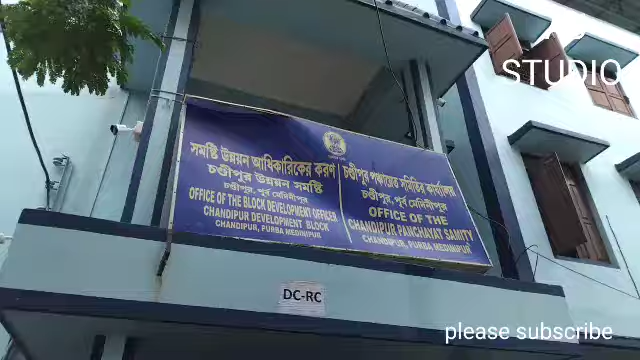 STUDIO
সমষ্টি উন্নয়ন আধিকারিকের করণ
চণ্ডীপুর উন্নয়ন সমষ্টি
চণ্ডীপুর, পূর্ব মেদিনীপুর
OFFICE OF THE BLOCK DEVELOPMENT OFFICER
CHANDIPUR DEVELOPMENT BLOCK
CHANDIPUR, PURBA MEDINIPUR
চণ্ডীপুর পঞ্চায়েত সমিতির কার্যালয়
চণ্ডীপুর, পূর্ব মেদিনীপুর
OFFICE OF THE
CHANDIPUR PANCHAYAT SAMITY
CHANDIPUR, PURBA MEDINIPUR
DC-RC
please subscribe